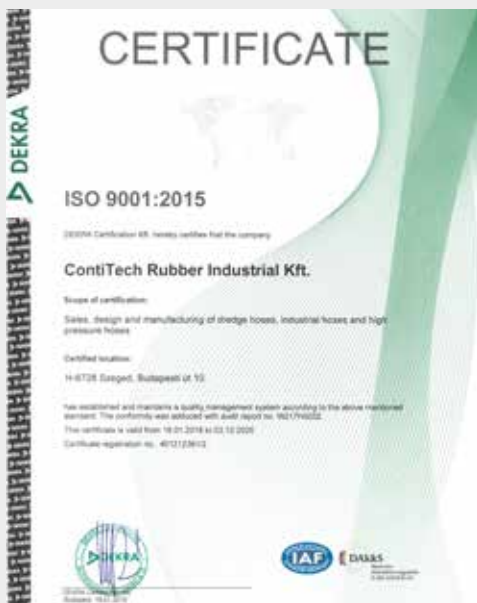 CERTIFICATE
DEKRA
ISO 9001:2015
DEKRA Certification Kft. hereby certifies that the company
ContiTech Rubber Industrial Kft.
Scope of certification:
Sales, design and manufacturing of dredge hoses, industrial hoses and high
pressure hoses
Certified location:
H-6728 Szeged, Budapesti út 10.
has established and maintains a quality management system according to the above mentioned
standard. The conformity was adduced with audit report no.
This certificate is valid from
Certificate registration no.
DEKRA
IAF
DAkkS